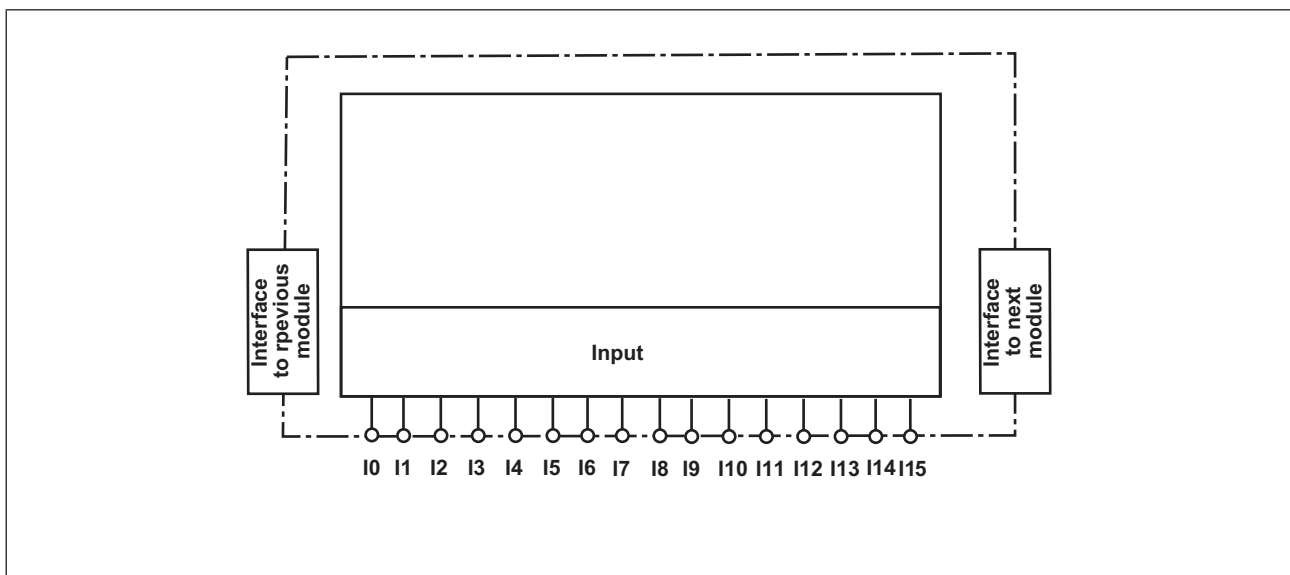 Interface
to rpevious
module
Input
Interface
to next
module
I0 I1 I2 I3 I4 I5 I6 I7 I8 I9 I10 I11 I12 I13 I14 I15